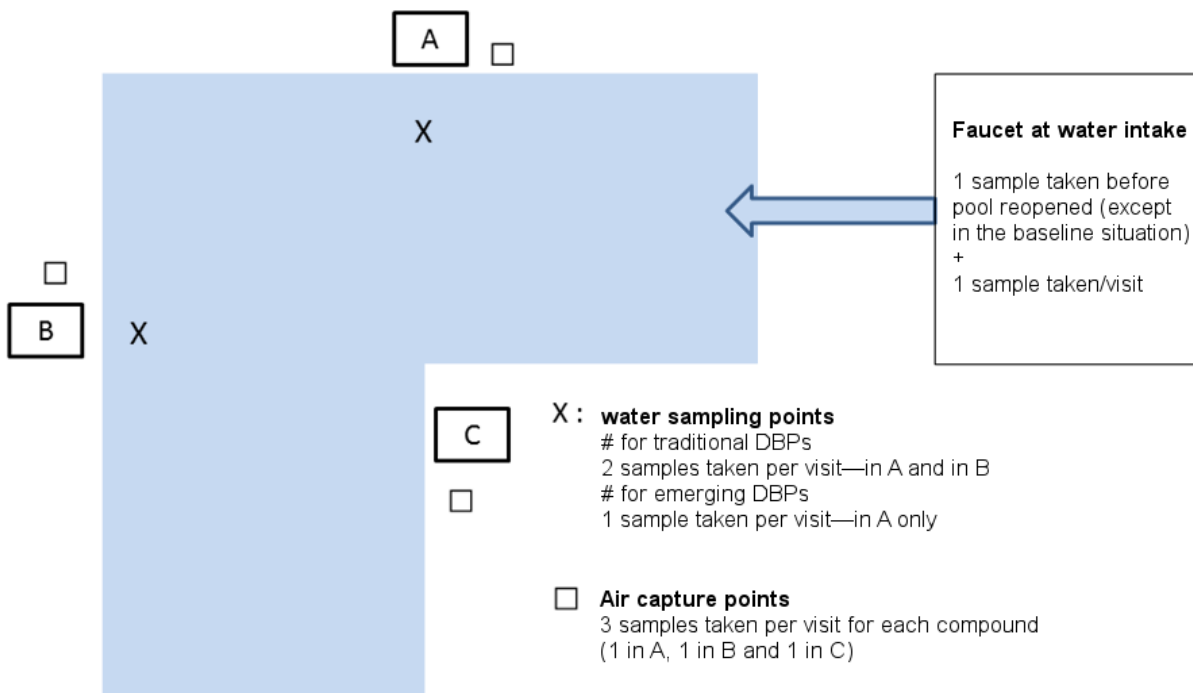 A
X
Faucet at water intake
1 sample taken before
pool reopened (except
in the baseline situation)
+
1 sample taken/visit
B
X
C
X : water sampling points
# for traditional DBPs
2 samples taken per visit—in A and in B
# for emerging DBPs
1 sample taken per visit—in A only
Air capture points
3 samples taken per visit for each compound
(1 in A, 1 in B and 1 in C)